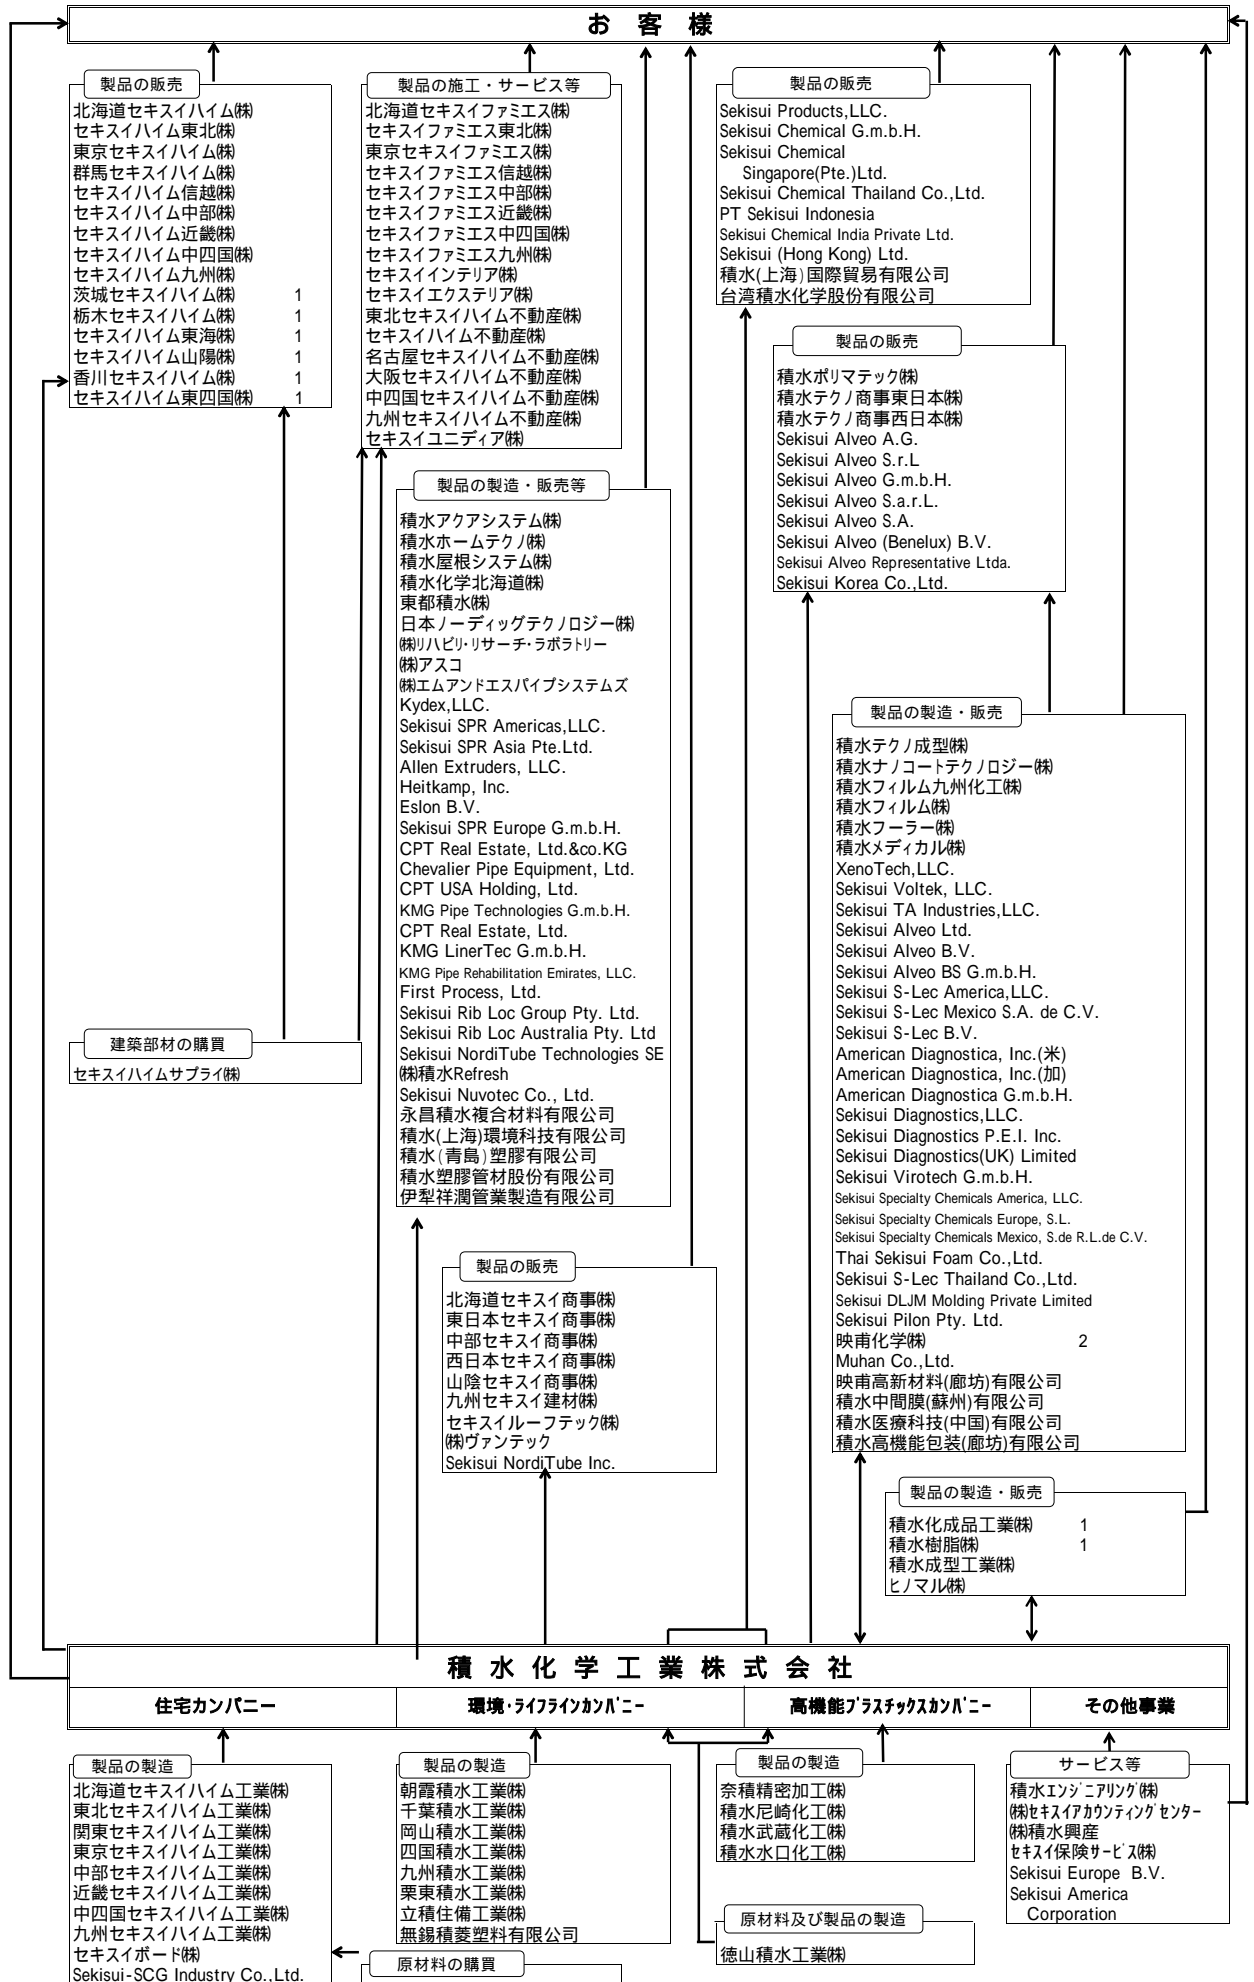 お 客 様
製品の販売
北海道セキスイハイム㈱
セキスイハイム東北㈱
東京セキスイハイム㈱
群馬セキスイハイム㈱
セキスイハイム信越㈱
セキスイハイム中部㈱
セキスイハイム近畿㈱
セキスイハイム中四国㈱
セキスイハイム九州㈱
茨城セキスイハイム㈱ 1
栃木セキスイハイム㈱ 1
セキスイハイム東海㈱ 1
セキスイハイム山陽㈱ 1
香川セキスイハイム㈱ 1
セキスイハイム東四国㈱ 1
製品の施工・サービス等
北海道セキスイファミエス㈱
セキスイファミエス東北㈱
東京セキスイファミエス㈱
セキスイファミエス信越㈱
セキスイファミエス中部㈱
セキスイファミエス近畿㈱
セキスイファミエス中四国㈱
セキスイファミエス九州㈱
セキスイインテリア㈱
セキスイエクステリア㈱
東北セキスイハイム不動産㈱
セキスイハイム不動産㈱
名古屋セキスイハイム不動産㈱
大阪セキスイハイム不動産㈱
中四国セキスイハイム不動産㈱
九州セキスイハイム不動産㈱
セキスイユニディア㈱
製品の販売
Sekisui Products,LLC.
Sekisui Chemical G.m.b.H.
Sekisui Chemical
Singapore(Pte.)Ltd.
Sekisui Chemical Thailand Co.,Ltd.
PT Sekisui Indonesia
Sekisui Chemical India Private Ltd.
Sekisui (Hong Kong) Ltd.
積水(上海)国際貿易有限公司
台湾積水化学股份有限公司
製品の販売
積水ポリマテック㈱
積水テクノ商事東日本㈱
積水テクノ商事西日本㈱
Sekisui Alveo A.G.
Sekisui Alveo S.r.L
Sekisui Alveo G.m.b.H.
Sekisui Alveo S.a.r.L.
Sekisui Alveo S.A.
Sekisui Alveo (Benelux) B.V.
Sekisui Alveo Representative Ltda.
Sekisui Korea Co.,Ltd.
製品の製造・販売等
積水アクアシステム㈱
積水ホームテクノ㈱
積水屋根システム㈱
積水化学北海道㈱
東都積水㈱
日本ノーディッグテクノロジー㈱
㈱リハビリ・リサーチ・ラボラトリー
㈱アスコ
㈱エムアンドエスパイプシステムズ
Kydex,LLC.
Sekisui SPR Americas,LLC.
Sekisui SPR Asia Pte.Ltd.
Allen Extruders, LLC.
Heitkamp, Inc.
Eslon B.V.
Sekisui SPR Europe G.m.b.H.
CPT Real Estate, Ltd.&co.KG
Chevalier Pipe Equipment, Ltd.
CPT USA Holding, Ltd.
KMG Pipe Technologies G.m.b.H.
CPT Real Estate, Ltd.
KMG LinerTec G.m.b.H.
KMG Pipe Rehabilitation Emirates, LLC.
First Process, Ltd.
Sekisui Rib Loc Group Pty. Ltd.
Sekisui Rib Loc Australia Pty. Ltd
Sekisui NordiTube Technologies SE
㈱積水Refresh
Sekisui Nuvotec Co., Ltd.
永昌積水複合材料有限公司
積水(上海)環境科技有限公司
積水(青島)塑膠有限公司
積水塑膠管材股份有限公司
伊犁祥潤管業製造有限公司
製品の製造・販売
積水テクノ成型㈱
積水ナノコートテクノロジー㈱
積水フィルム九州化工㈱
積水フィルム㈱
積水フーラー㈱
積水メディカル㈱
XenoTech,LLC.
Sekisui Voltek, LLC.
Sekisui TA Industries,LLC.
Sekisui Alveo Ltd.
Sekisui Alveo B.V.
Sekisui Alveo BS G.m.b.H.
Sekisui S-Lec America,LLC.
Sekisui S-Lec Mexico S.A. de C.V.
Sekisui S-Lec B.V.
American Diagnostica, Inc.(米)
American Diagnostica, Inc.(加)
American Diagnostica G.m.b.H.
Sekisui Diagnostics,LLC.
Sekisui Diagnostics P.E.I. Inc.
Sekisui Diagnostics(UK) Limited
Sekisui Virotech G.m.b.H.
Sekisui Specialty Chemicals America, LLC.
Sekisui Specialty Chemicals Europe, S.L.
Sekisui Specialty Chemicals Mexico, S.de R.L.de C.V.
Thai Sekisui Foam Co.,Ltd.
Sekisui S-Lec Thailand Co.,Ltd.
Sekisui DLJM Molding Private Limited
Sekisui Pilon Pty. Ltd.
映甫化学㈱ 2
Muhan Co.,Ltd.
映甫高新材料(廊坊)有限公司
積水中間膜(蘇州)有限公司
積水医療科技(中国)有限公司
積水高機能包装(廊坊)有限公司
建築部材の購買
セキスイハイムサプライ㈱
製品の販売
北海道セキスイ商事㈱
東日本セキスイ商事㈱
中部セキスイ商事㈱
西日本セキスイ商事㈱
山陰セキスイ商事㈱
九州セキスイ建材㈱
セキスイルーフテック㈱
㈱ヴァンテック
Sekisui NordiTube Inc.
製品の製造・販売
積水化成品工業㈱ 1
積水樹脂㈱ 1
積水成型工業㈱
ヒノマル㈱
積 水 化 学 工 業 株 式 会 社
住宅カンパニー
環境・ライフラインカンパニー
高機能プラスチックスカンパニー
その他事業
製品の製造
北海道セキスイハイム工業㈱
東北セキスイハイム工業㈱
関東セキスイハイム工業㈱
東京セキスイハイム工業㈱
中部セキスイハイム工業㈱
近畿セキスイハイム工業㈱
中四国セキスイハイム工業㈱
九州セキスイハイム工業㈱
セキスイボード㈱
Sekisui-SCG Industry Co.,Ltd.
製品の製造
朝霞積水工業㈱
千葉積水工業㈱
岡山積水工業㈱
四国積水工業㈱
九州積水工業㈱
栗東積水工業㈱
立積住備工業㈱
無錫積菱塑料有限公司
原材料の購買
製品の製造
奈積精密加工㈱
積水尼崎化工㈱
積水武蔵化工㈱
積水水口化工㈱
原材料及び製品の製造
徳山積水工業㈱
サービス等
積水エンジニアリング㈱
㈱セキスイアカウンティングセンター
㈱積水興産
セキスイ保険サービス㈱
Sekisui Europe B.V.
Sekisui America
Corporation